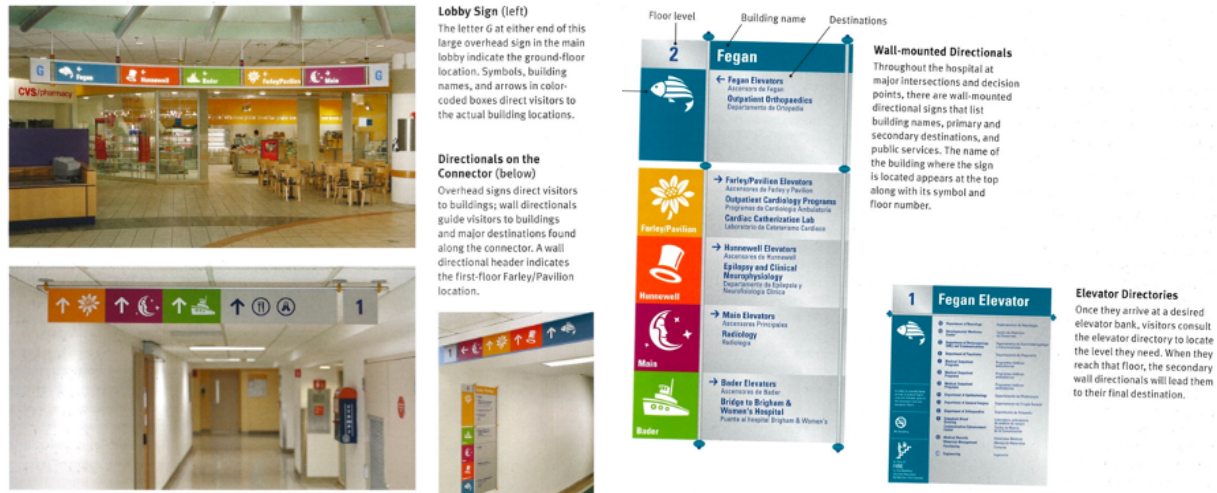 G
Fegan
Hunnewell
Bader
Farley/Pavilion
Main
G
CVS/pharmacy
Lobby Sign (left)
The letter G at either end of this
large overhead sign in the main
lobby indicate the ground-floor
location. Symbols, building
names, and arrows in color-
coded boxes direct visitors to
the actual building locations.
Directionals on the
Connector (below)
Overhead signs direct visitors
to buildings; wall directionals
guide visitors to buildings
and major destinations found
along the connector. A wall
directional header indicates
the first-floor Farley/Pavilion
location.
1
1
Floor level
Building name
Destinations
2
Fegan
← Fegan Elevators
Ascensors de Fegan
Outpatient Orthopaedics
Departamento de Ortopedia
→ Farley/Pavilion Elevators
Ascensores de Farley y Pavilion
Outpatient Cardiology Programs
Programas de Cardiologia Ambulatoria
Cardiac Catherization Lab
Laboratorio de Cateterismo Cardiaco
Farley/Pavilion
→ Hunnewell Elevators
Ascensores de Hunnewell
Epilepsy and Clinical
Neurophysiology
Departamento de Epilepsia y
Neurofisiologia Clinica
Hunnewell
→ Main Elevators
Ascensores Principales
Radiology
Radiologia
Main
→ Bader Elevators
Ascensores de Bader
Bridge to Brigham &
Women's Hospital
Puente al hospital Brigham & Women's
Bader
Wall-mounted Directionals
Throughout the hospital at
major intersections and decision
points, there are wall-mounted
directional signs that list
building names, primary and
secondary destinations, and
public services. The name of
the building where the sign
is located appears at the top
along with its symbol and
floor number.
1
Fegan Elevator
Elevator Directories
Once they arrive at a desired
elevator bank, visitors consult
the elevator directory to locate
the level they need. When they
reach that floor, the secondary
wall directionals will lead them
to their final destination.